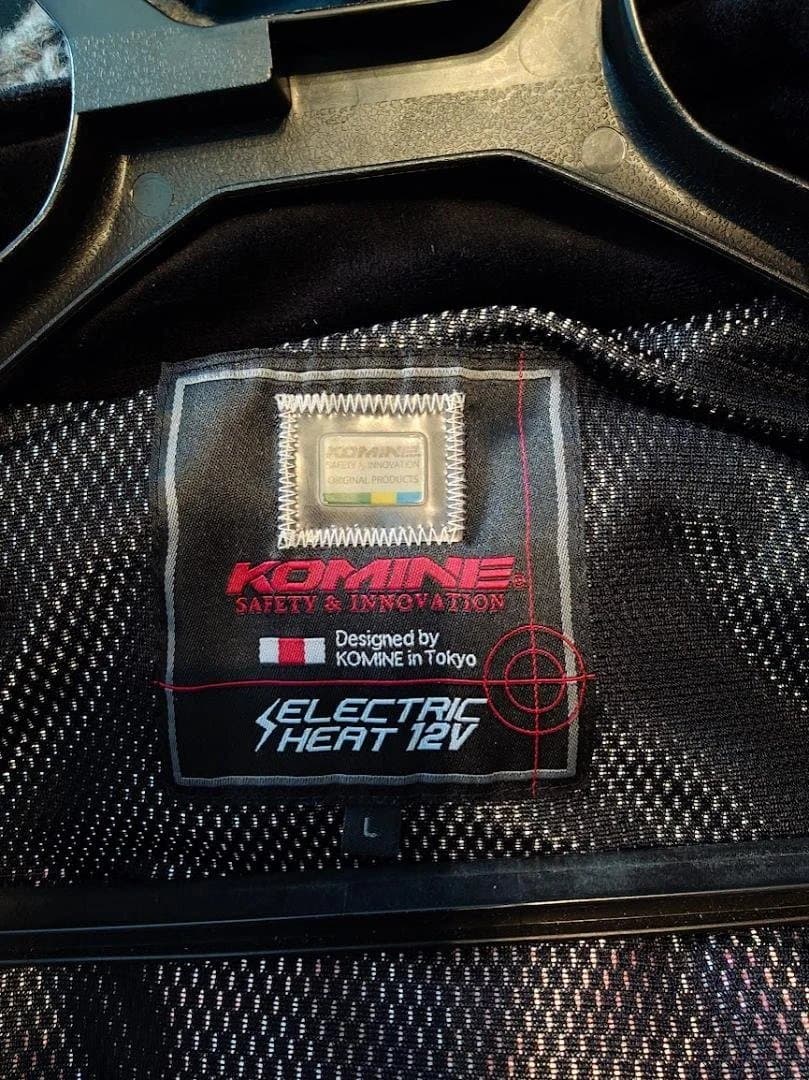 KOMINE
SAFETY & INNOVATION
ORIGINAL PRODUCTS
KOMINE®
SAFETY & INNOVATION
Designed by
KOMINE in Tokyo
ELECTRIC
HEAT 12V
L